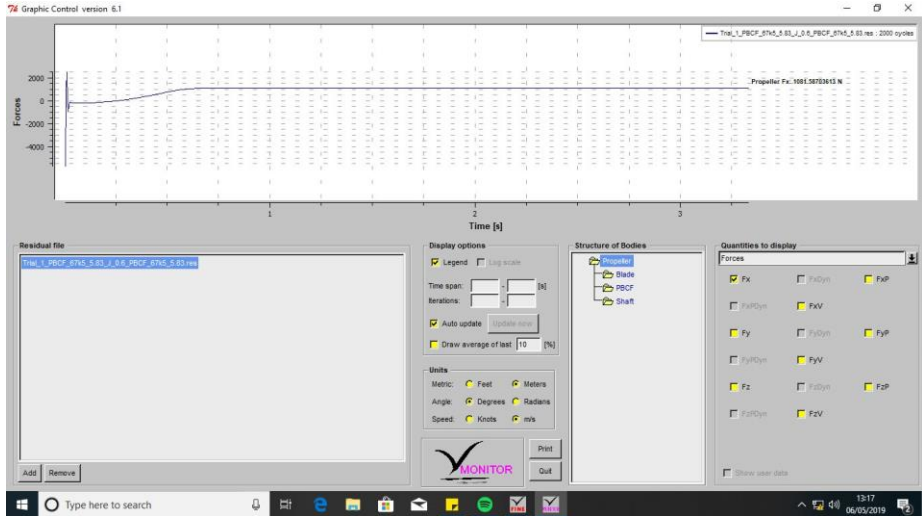 Graphic Control version 6.1
Trial_1_PBCF_67k5_5.83_J_0.6_PBCF_67k5_5.83.res : 2000 cycles
Propeller Fx: 1081.58703613 N
Forces
2000
0
-2000
-4000
1
2
3
Time [s]
Residual file
Trial_1_PBCF_67k5_5.83_J_0.6_PBCF_67k5_5.83.res
Add Remove
Display options
Legend Log scale
Time span: - [s]
Iterations: -
Auto update Update now
Draw average of last 10 [%]
Units
Metric: Feet Meters
Angle: Degrees Radians
Speed: Knots m/s
MONITOR
Print
Quit
Structure of Bodies
Propeller
Blade
PBCF
Shaft
Quantities to display
Forces
Fx FxDyn FxP
FxPDyn FxV
Fy FyDyn FyP
FyPDyn FyV
Fz FzDyn FzP
FzPDyn FzV
Show user data
Type here to search
13:17
06/05/2019